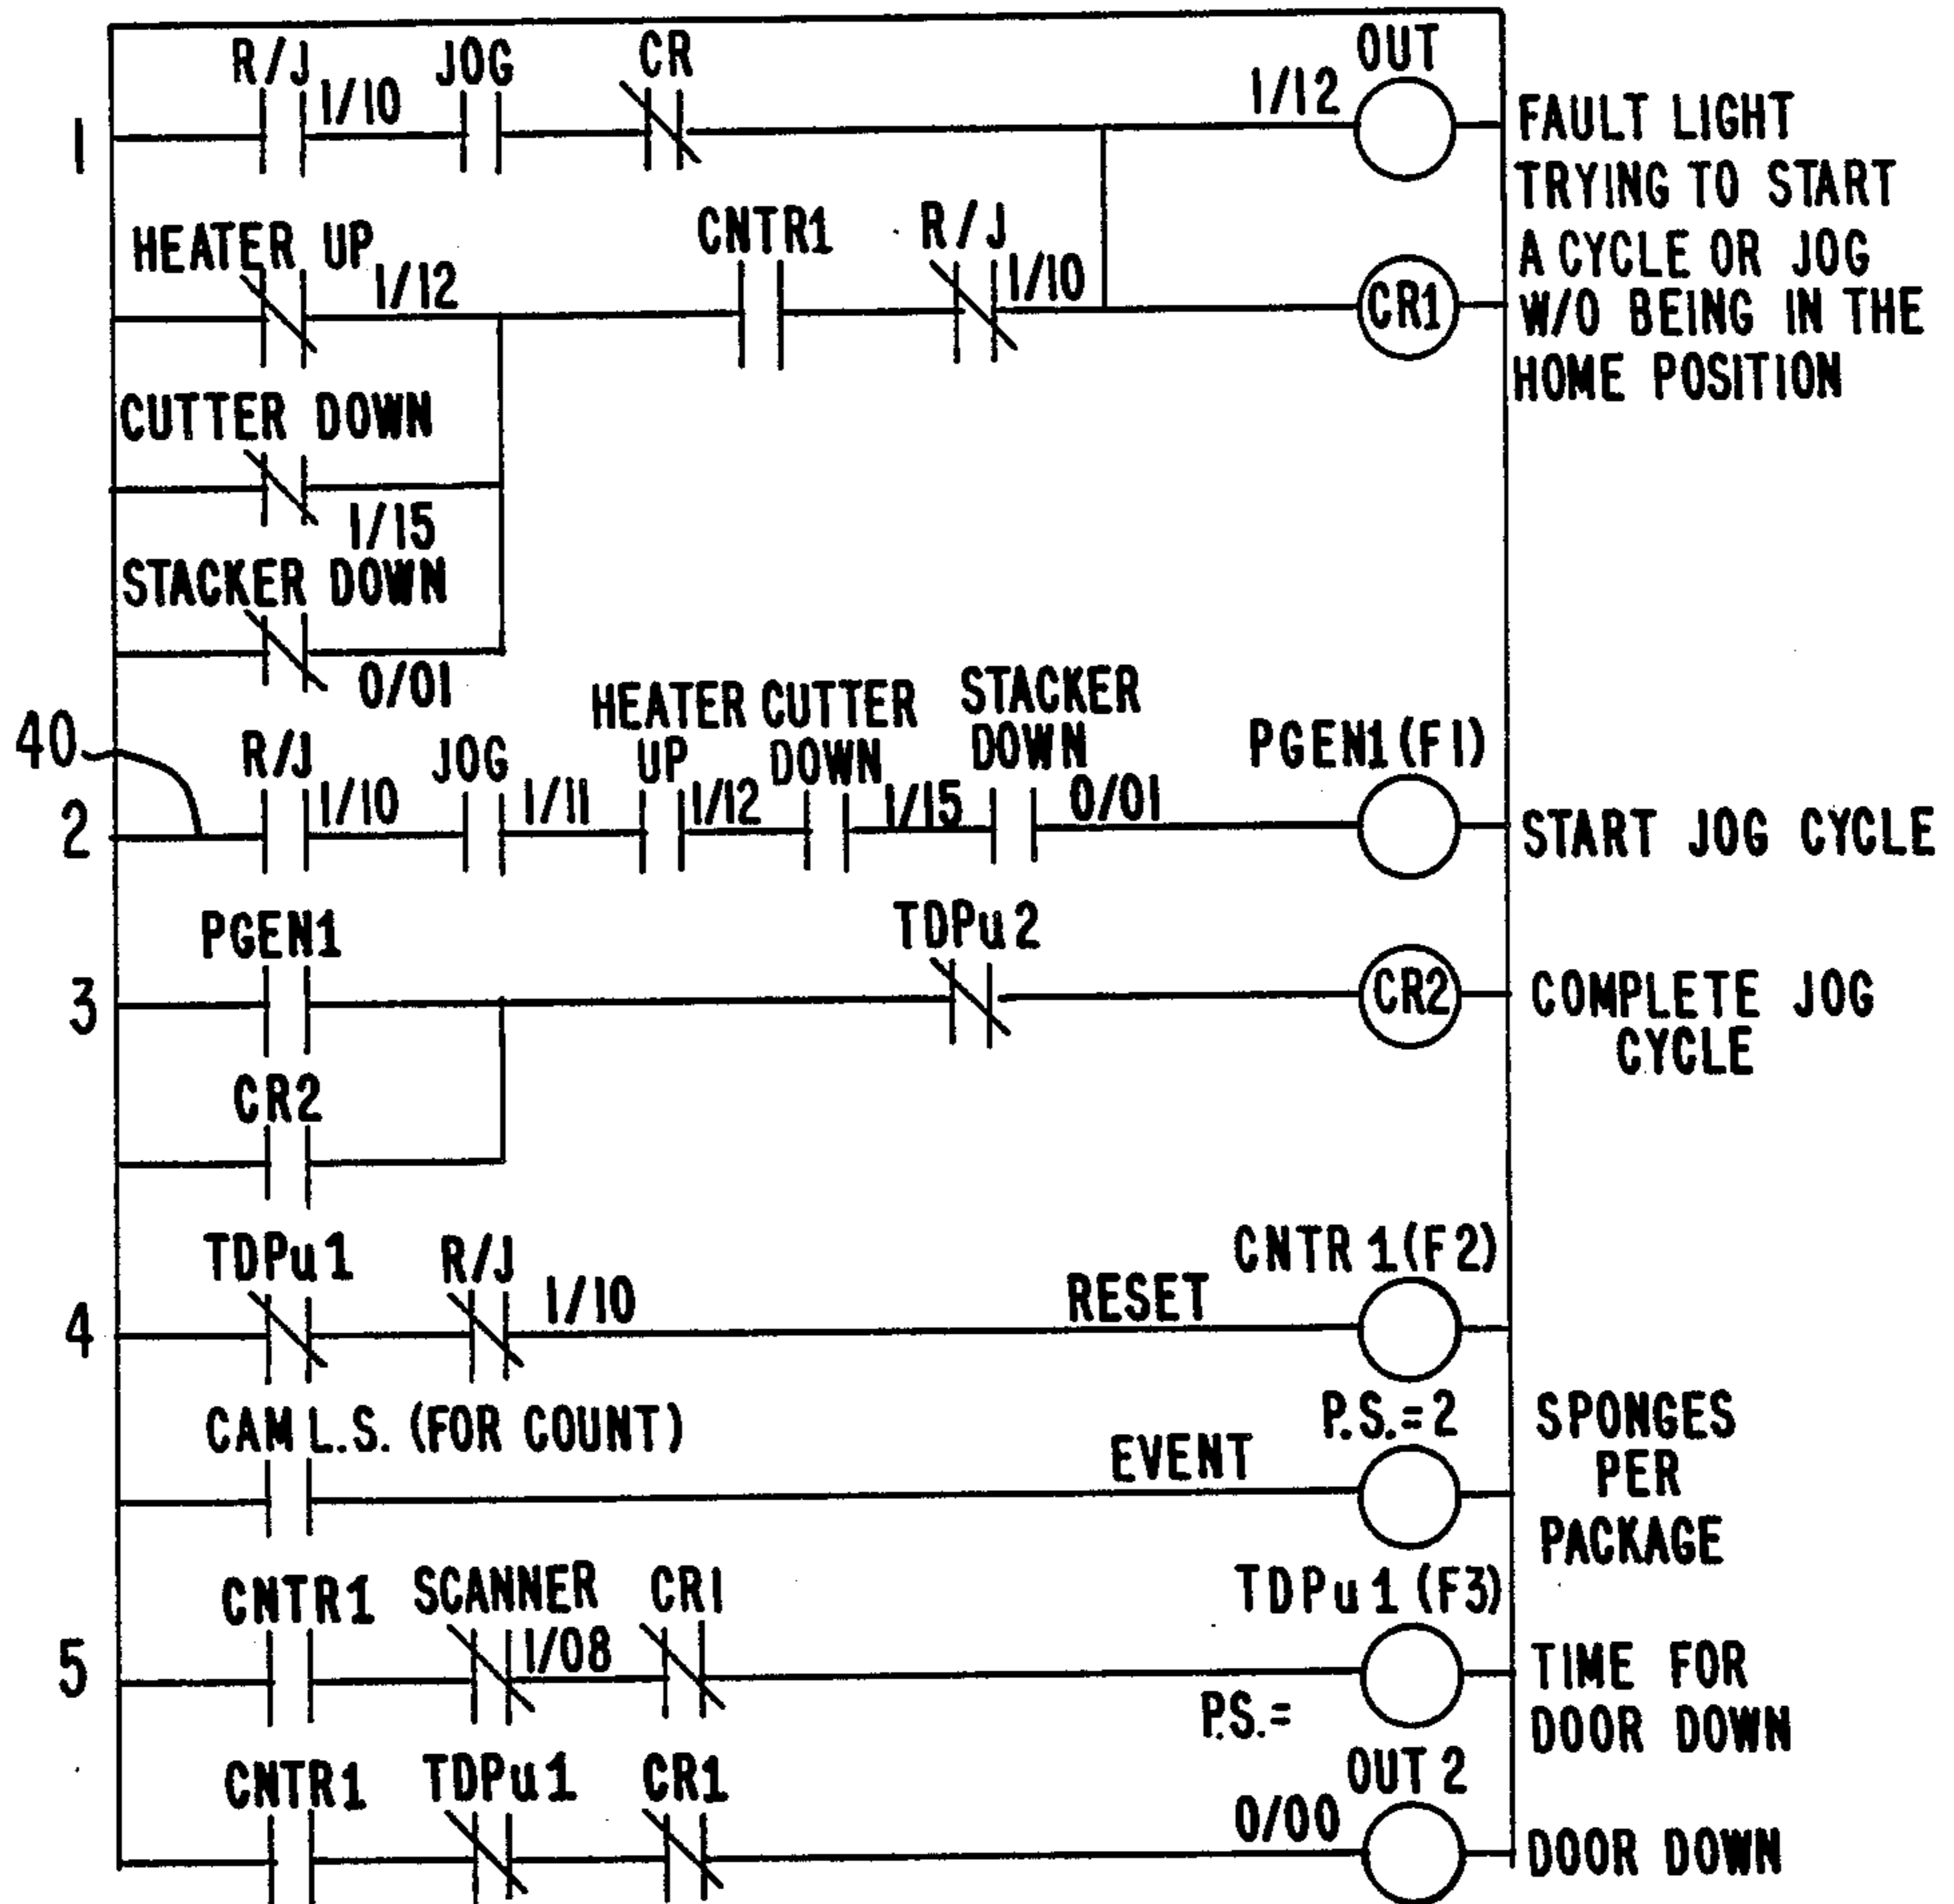 R/J 1/10 JOG CR 1/12 OUT
1
FAULT LIGHT
TRYING TO START
A CYCLE OR JOG
W/O BEING IN THE
HOME POSITION
HEATER UP 1/12 CNTR1 R/J 1/10 CR1
CUTTER DOWN
1/15
STACKER DOWN
0/01
40
2
R/J 1/10 JOG 1/11 HEATER UP 1/12 CUTTER DOWN 1/15 STACKER DOWN 0/01 PGEN1(F1)
START JOG CYCLE
3
PGEN1 TDPu2 CR2
COMPLETE JOG
CYCLE
CR2
4
TDPu1 R/J 1/10 RESET CNTR1(F2)
CAM L.S. (FOR COUNT) EVENT P.S.=2
SPONGES
PER
PACKAGE
5
CNTR1 SCANNER 1/08 CR1 P.S.= TDPu1(F3)
TIME FOR
DOOR DOWN
CNTR1 TDPu1 CR1 0/00 OUT 2
DOOR DOWN